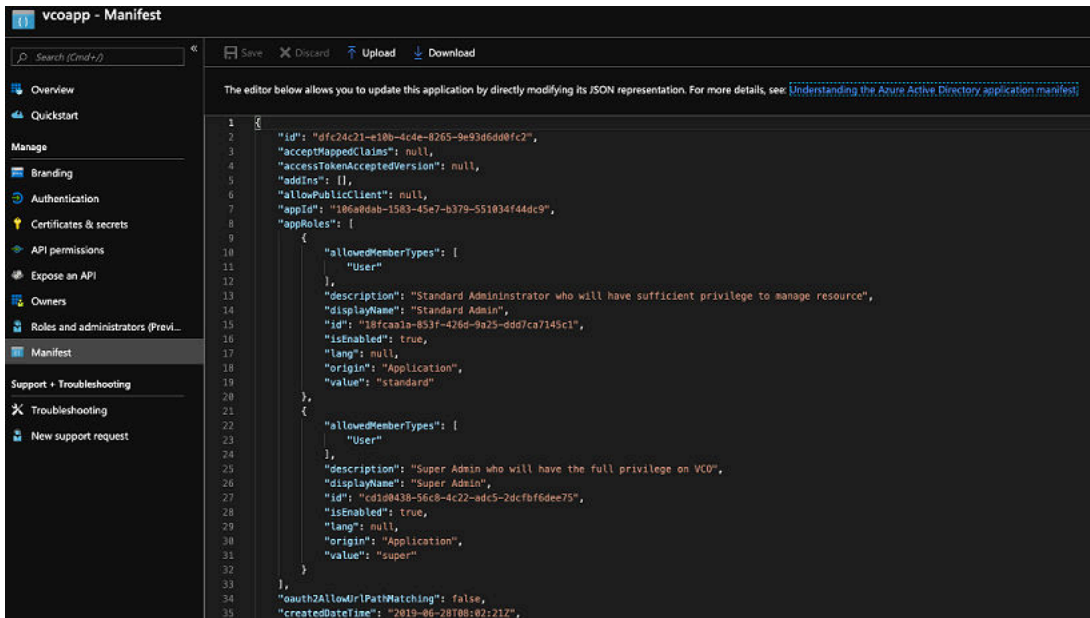 vcoapp - Manifest
Search (Cmd+/)
«
Save
Discard
Upload
Download
Overview
Quickstart
Manage
Branding
Authentication
Certificates & secrets
API permissions
Expose an API
Owners
Roles and administrators (Previ...
Manifest
Support + Troubleshooting
Troubleshooting
New support request
The editor below allows you to update this application by directly modifying its JSON representation. For more details, see: Understanding the Azure Active Directory application manifest.
1 {
2 "id": "dfc24c21-e10b-4c4e-8265-9e93d6dd0fc2",
3 "acceptMappedClaims": null,
4 "accessTokenAcceptedVersion": null,
5 "addIns": [],
6 "allowPublicClient": null,
7 "appId": "106a0dab-1583-45e7-b379-551034f44dc9",
8 "appRoles": [
9 {
10 "allowedMemberTypes": [
11 "User"
12 ],
13 "description": "Standard Admininstrator who will have sufficient privilege to manage resource",
14 "displayName": "Standard Admin",
15 "id": "18fcaa1a-853f-426d-9a25-ddd7ca7145c1",
16 "isEnabled": true,
17 "lang": null,
18 "origin": "Application",
19 "value": "standard"
20 },
21 {
22 "allowedMemberTypes": [
23 "User"
24 ],
25 "description": "Super Admin who will have the full privilege on VCO",
26 "displayName": "Super Admin",
27 "id": "cd1d0438-56c8-4c22-adc5-2dcfbf6dee75",
28 "isEnabled": true,
29 "lang": null,
30 "origin": "Application",
31 "value": "super"
32 }
33 ],
34 "oauth2AllowUrlPathMatching": false,
35 "createdDateTime": "2019-06-28T08:02:21Z",